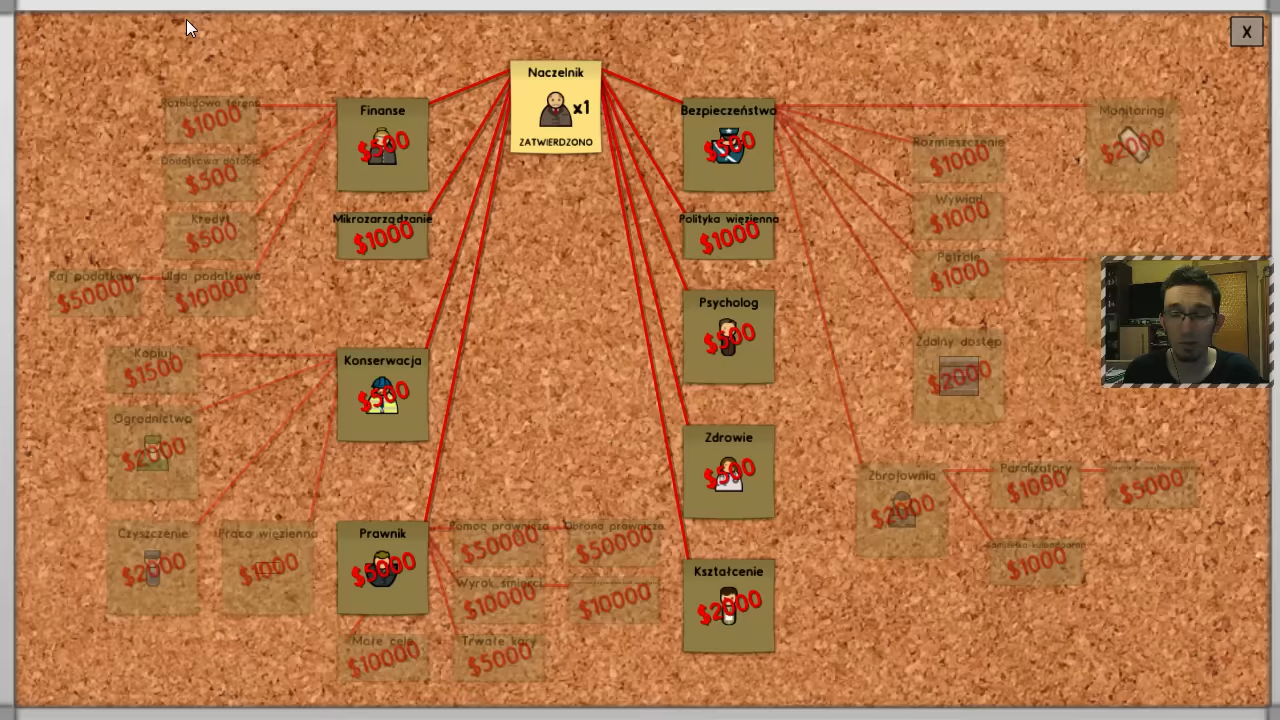 X
Naczelnik
x1
ZATWIERDZONO
Finanse
$500
Rozbudowa terenu
$1000
Dodatkowa dotacja
$500
Kredyt
$500
Raj podatkowy
$50000
Ulga podatkowa
$10000
Mikrozarządzanie
$1000
Bezpieczeństwo
$500
Monitoring
$2000
Rozmieszczenie
$1000
Wywiad
$1000
Patrole
$1000
Polityka więzienna
$1000
Psycholog
$500
Zdalny dostęp
$2000
Konserwacja
$500
Kopiuj
$1500
Ogrodnictwo
$2000
Czyszczenie
$2000
Praca więzienna
$1000
Zdrowie
$500
Zbrojownia
$2000
Paralizatory
$1000
$5000
$1000
Prawnik
$5000
Pomoc prawnicza
$50000
Obrona prawnicza
$50000
Wyrok śmierci
$10000
$10000
Małe cele
$10000
Trwałe kary
$5000
Kształcenie
$2000